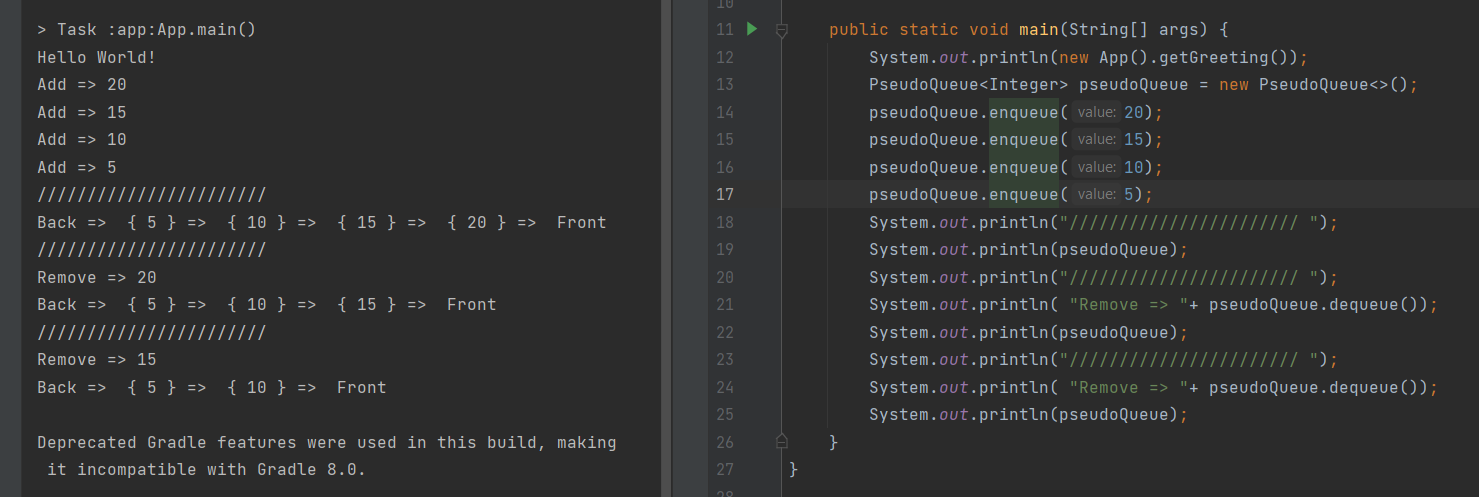 > Task :app:App.main()
Hello World!
Add => 20
Add => 15
Add => 10
Add => 5
///////////////////////
Back =>  { 5 } =>  { 10 } =>  { 15 } =>  { 20 } =>  Front
///////////////////////
Remove => 20
Back =>  { 5 } =>  { 10 } =>  { 15 } =>  Front
///////////////////////
Remove => 15
Back =>  { 5 } =>  { 10 } =>  Front
Deprecated Gradle features were used in this build, making
it incompatible with Gradle 8.0.
10
11 public static void main(String[] args) {
12 System.out.println(new App().getGreeting());
13 PseudoQueue<Integer> pseudoQueue = new PseudoQueue<>();
14 pseudoQueue.enqueue( value: 20);
15 pseudoQueue.enqueue( value: 15);
16 pseudoQueue.enqueue( value: 10);
17 pseudoQueue.enqueue( value: 5);
18 System.out.println("/////////////////////// ");
19 System.out.println(pseudoQueue);
20 System.out.println("/////////////////////// ");
21 System.out.println( "Remove => "+ pseudoQueue.dequeue());
22 System.out.println(pseudoQueue);
23 System.out.println("/////////////////////// ");
24 System.out.println( "Remove => "+ pseudoQueue.dequeue());
25 System.out.println(pseudoQueue);
26 }
27 }
28